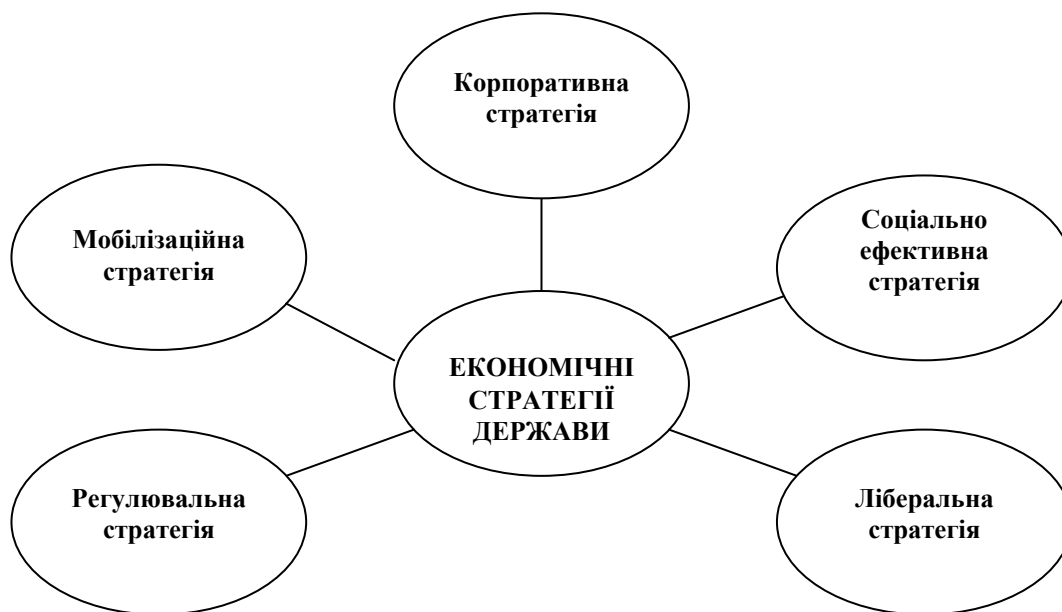 Корпоративна
стратегія
Мобілізаційна
стратегія
Соціально
ефективна
стратегія
ЕКОНОМІЧНІ
СТРАТЕГІЇ
ДЕРЖАВИ
Регулювальна
стратегія
Ліберальна
стратегія